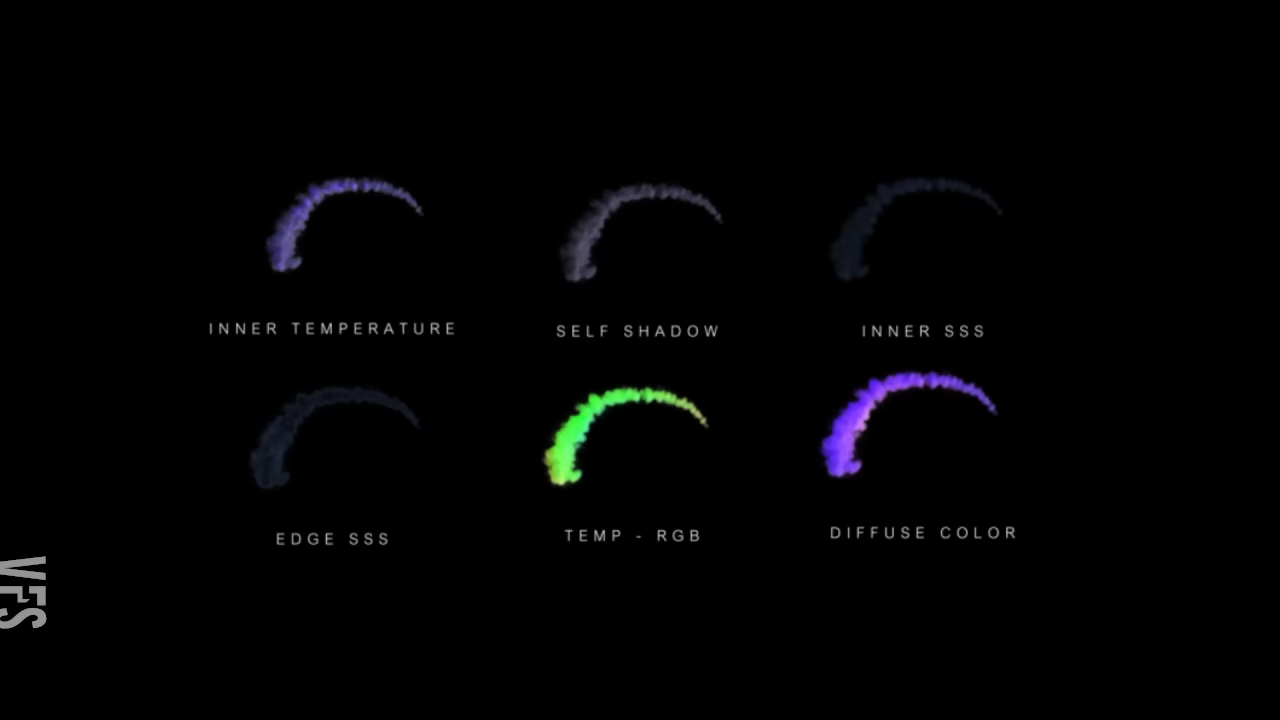 INNER TEMPERATURE
SELF SHADOW
INNER SSS
EDGE SSS
TEMP - RGB
DIFFUSE COLOR
VFS